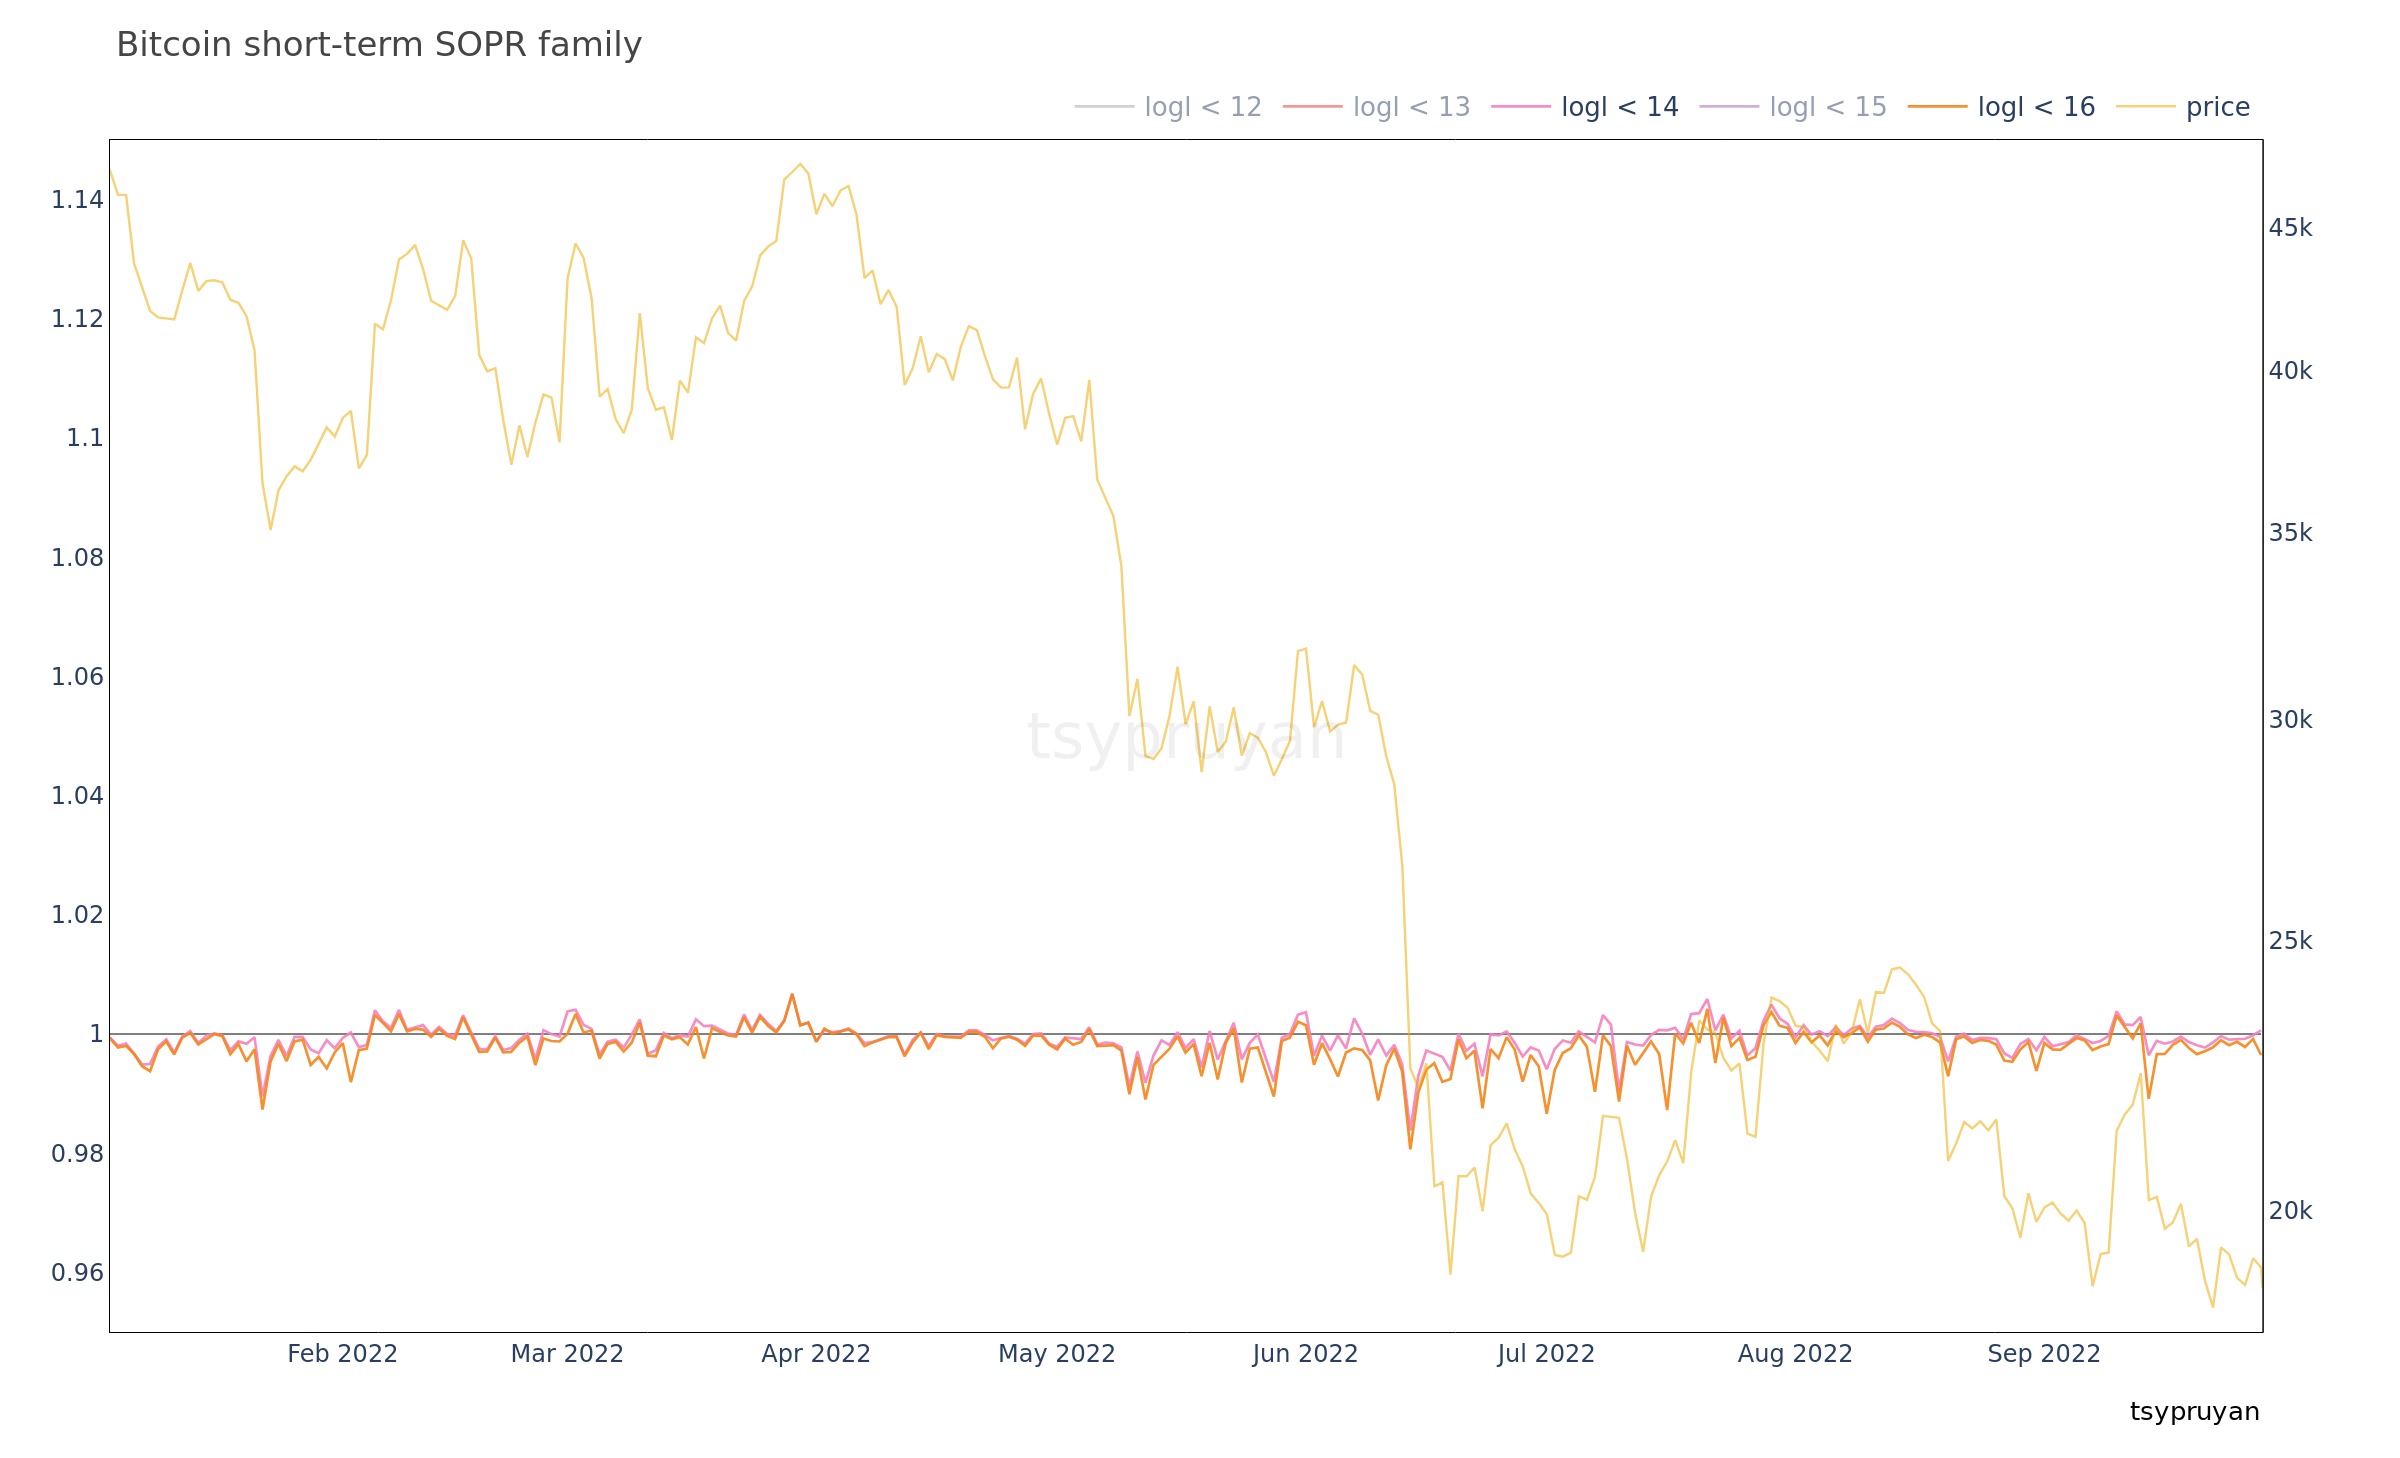 Bitcoin short-term SOPR family
logl < 12 logl < 13 logl < 14 logl < 15 logl < 16 price
1.14
45k
1.12
40k
1.1
35k
1.08
1.06
30k
tsypruyan
1.04
1.02
25k
1
0.98
20k
0.96
Feb 2022 Mar 2022 Apr 2022 May 2022 Jun 2022 Jul 2022 Aug 2022 Sep 2022
tsypruyan